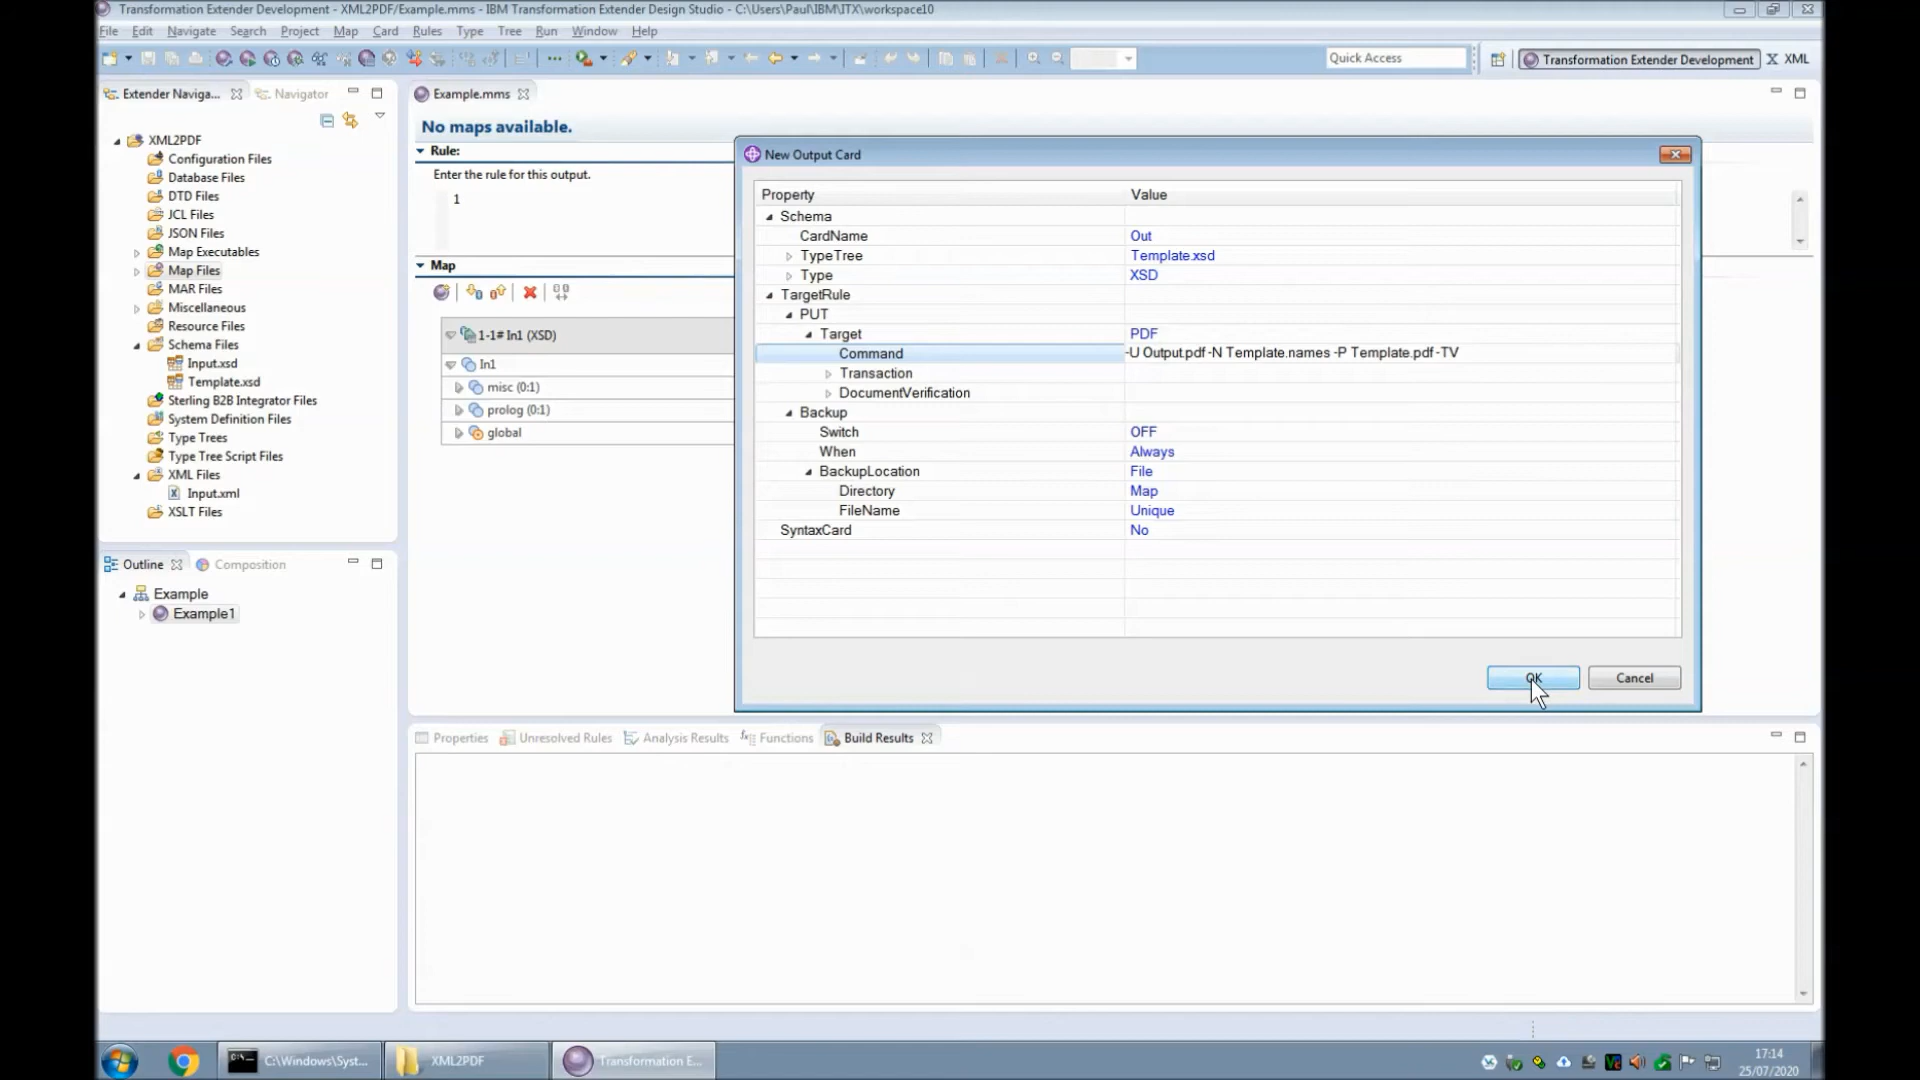 Transformation Extender Development - XML2PDF/Example.mms - IBM Transformation Extender Design Studio - C:\Users\Paul\IBM\ITX\workspace10
File Edit Navigate Search Project Map Card Rules Type Tree Run Window Help
Quick Access
Transformation Extender Development
XML
Extender Naviga...
Navigator
XML2PDF
Configuration Files
Database Files
DTD Files
JCL Files
JSON Files
Map Executables
Map Files
MAR Files
Miscellaneous
Resource Files
Schema Files
Input.xsd
Template.xsd
Sterling B2B Integrator Files
System Definition Files
Type Trees
Type Tree Script Files
XML Files
Input.xml
XSLT Files
Outline
Composition
Example
Example1
Example.mms
No maps available.
Rule:
Enter the rule for this output.
1
Map
1-1# In1 (XSD)
In1
misc (0:1)
prolog (0:1)
global
New Output Card
Property Value
Schema
CardName Out
TypeTree Template.xsd
Type XSD
TargetRule
PUT
Target PDF
Command -U Output.pdf -N Template.names -P Template.pdf -TV
Transaction
DocumentVerification
Backup
Switch OFF
When Always
BackupLocation File
Directory Map
FileName Unique
SyntaxCard No
OK Cancel
Properties Unresolved Rules Analysis Results Functions Build Results
C:\Windows\Syst...
XML2PDF
Transformation E...
17:14
25/07/2020